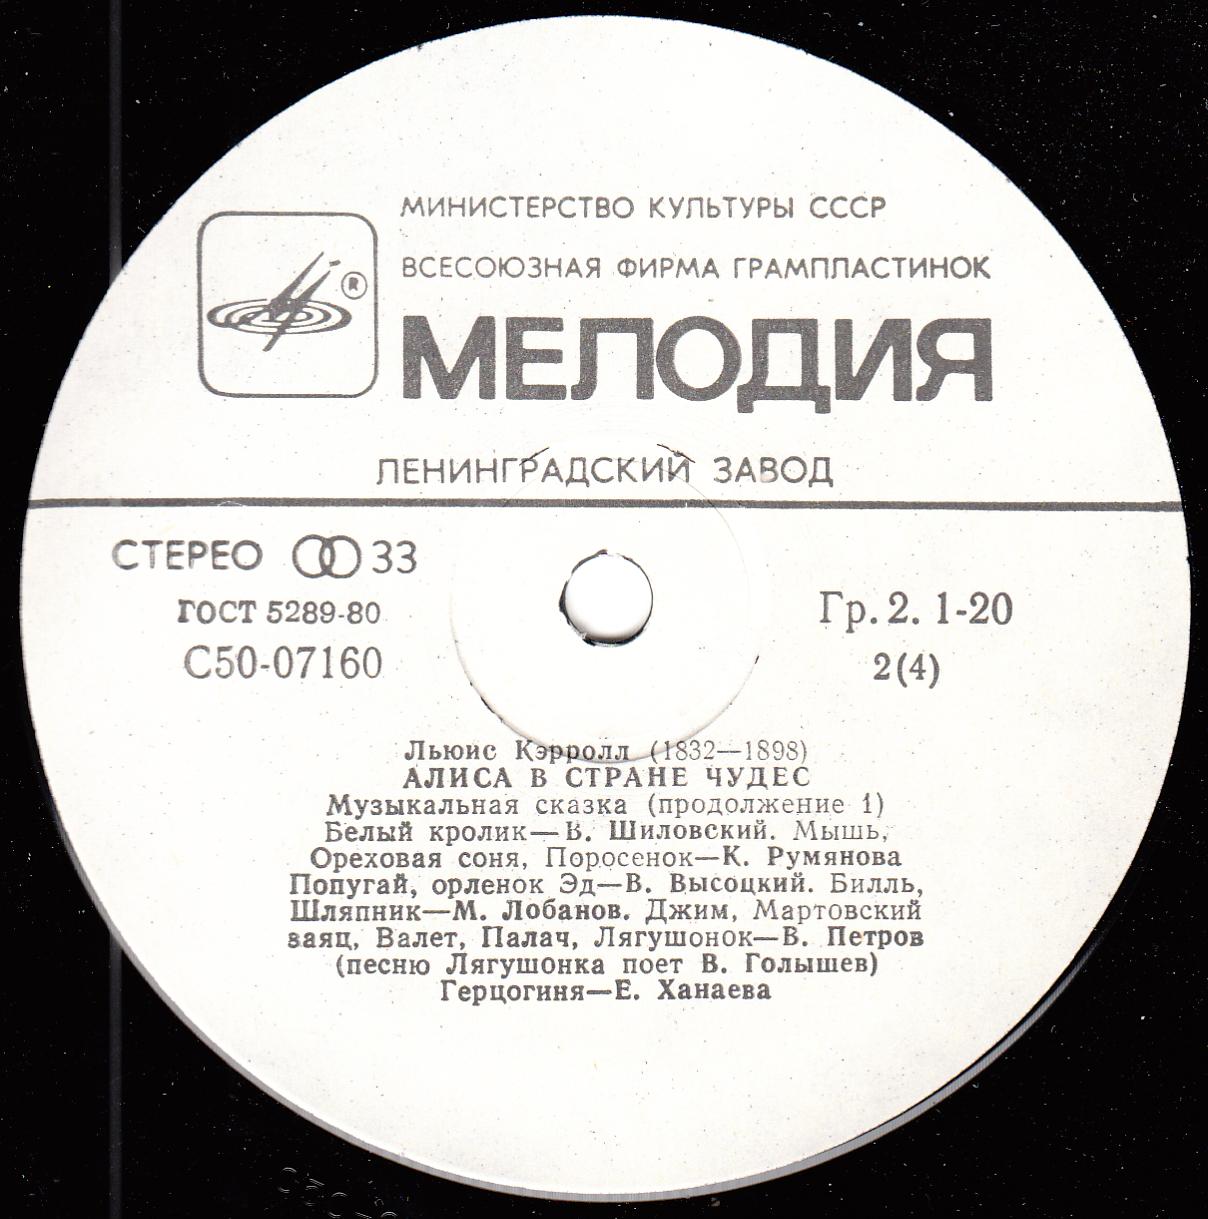 МИНИСТЕРСТВО КУЛЬТУРЫ СССР
ВСЕСОЮЗНАЯ ФИРМА ГРАМПЛАСТИНОК
®
МЕЛОДИЯ
ЛЕНИНГРАДСКИЙ ЗАВОД
СТЕРЕО 33
ГОСТ 5289-80
С50-07160
Гр. 2. 1-20
2(4)
Льюис Кэрролл (1832—1898)
АЛИСА В СТРАНЕ ЧУДЕС
Музыкальная сказка (продолжение 1)
Белый кролик—В. Шиловский. Мышь,
Ореховая соня, Поросенок—К. Румянова
Попугай, орленок Эд—В. Высоцкий. Билль,
Шляпник—М. Лобанов. Джим, Мартовский
заяц, Валет, Палач, Лягушонок—В. Петров
(песню Лягушонка поет В. Голышев)
Герцогиня—Е. Ханаева